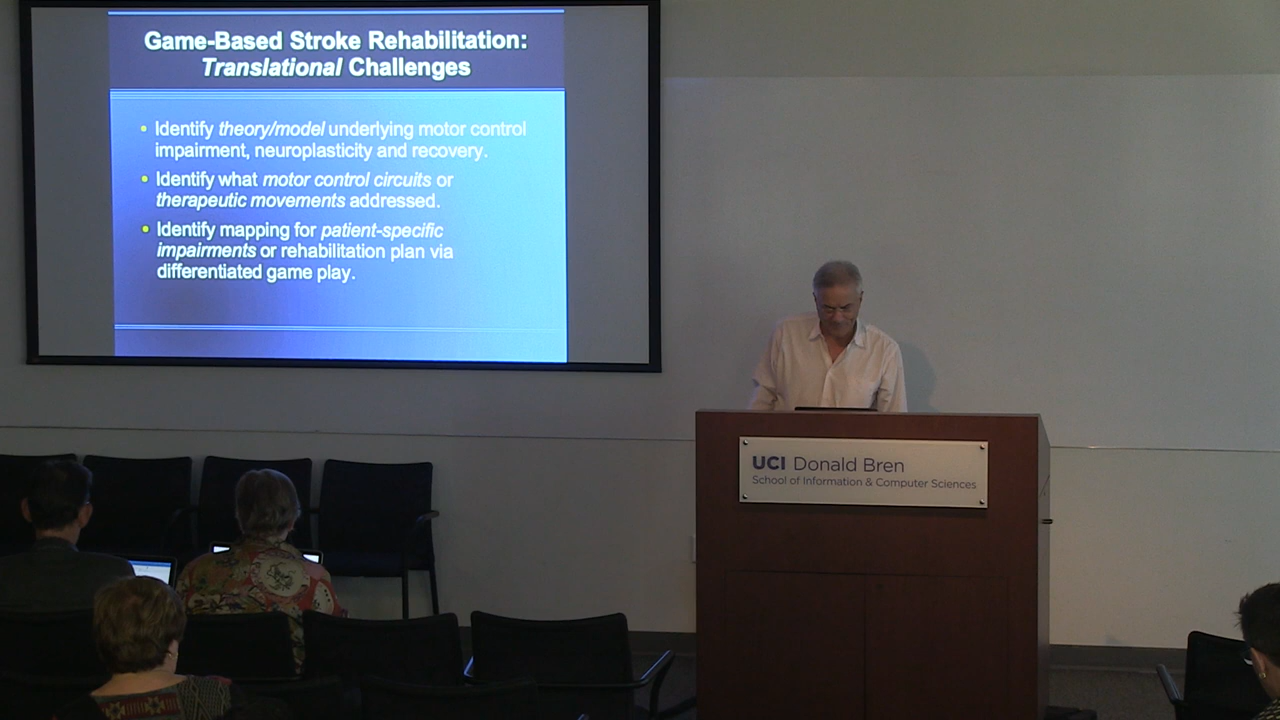 Game-Based Stroke Rehabilitation:
Translational Challenges
• Identify theory/model underlying motor control
impairment, neuroplasticity and recovery.
• Identify what motor control circuits or
therapeutic movements addressed.
• Identify mapping for patient-specific
impairments or rehabilitation plan via
differentiated game play.
UCI Donald Bren
School of Information & Computer Sciences